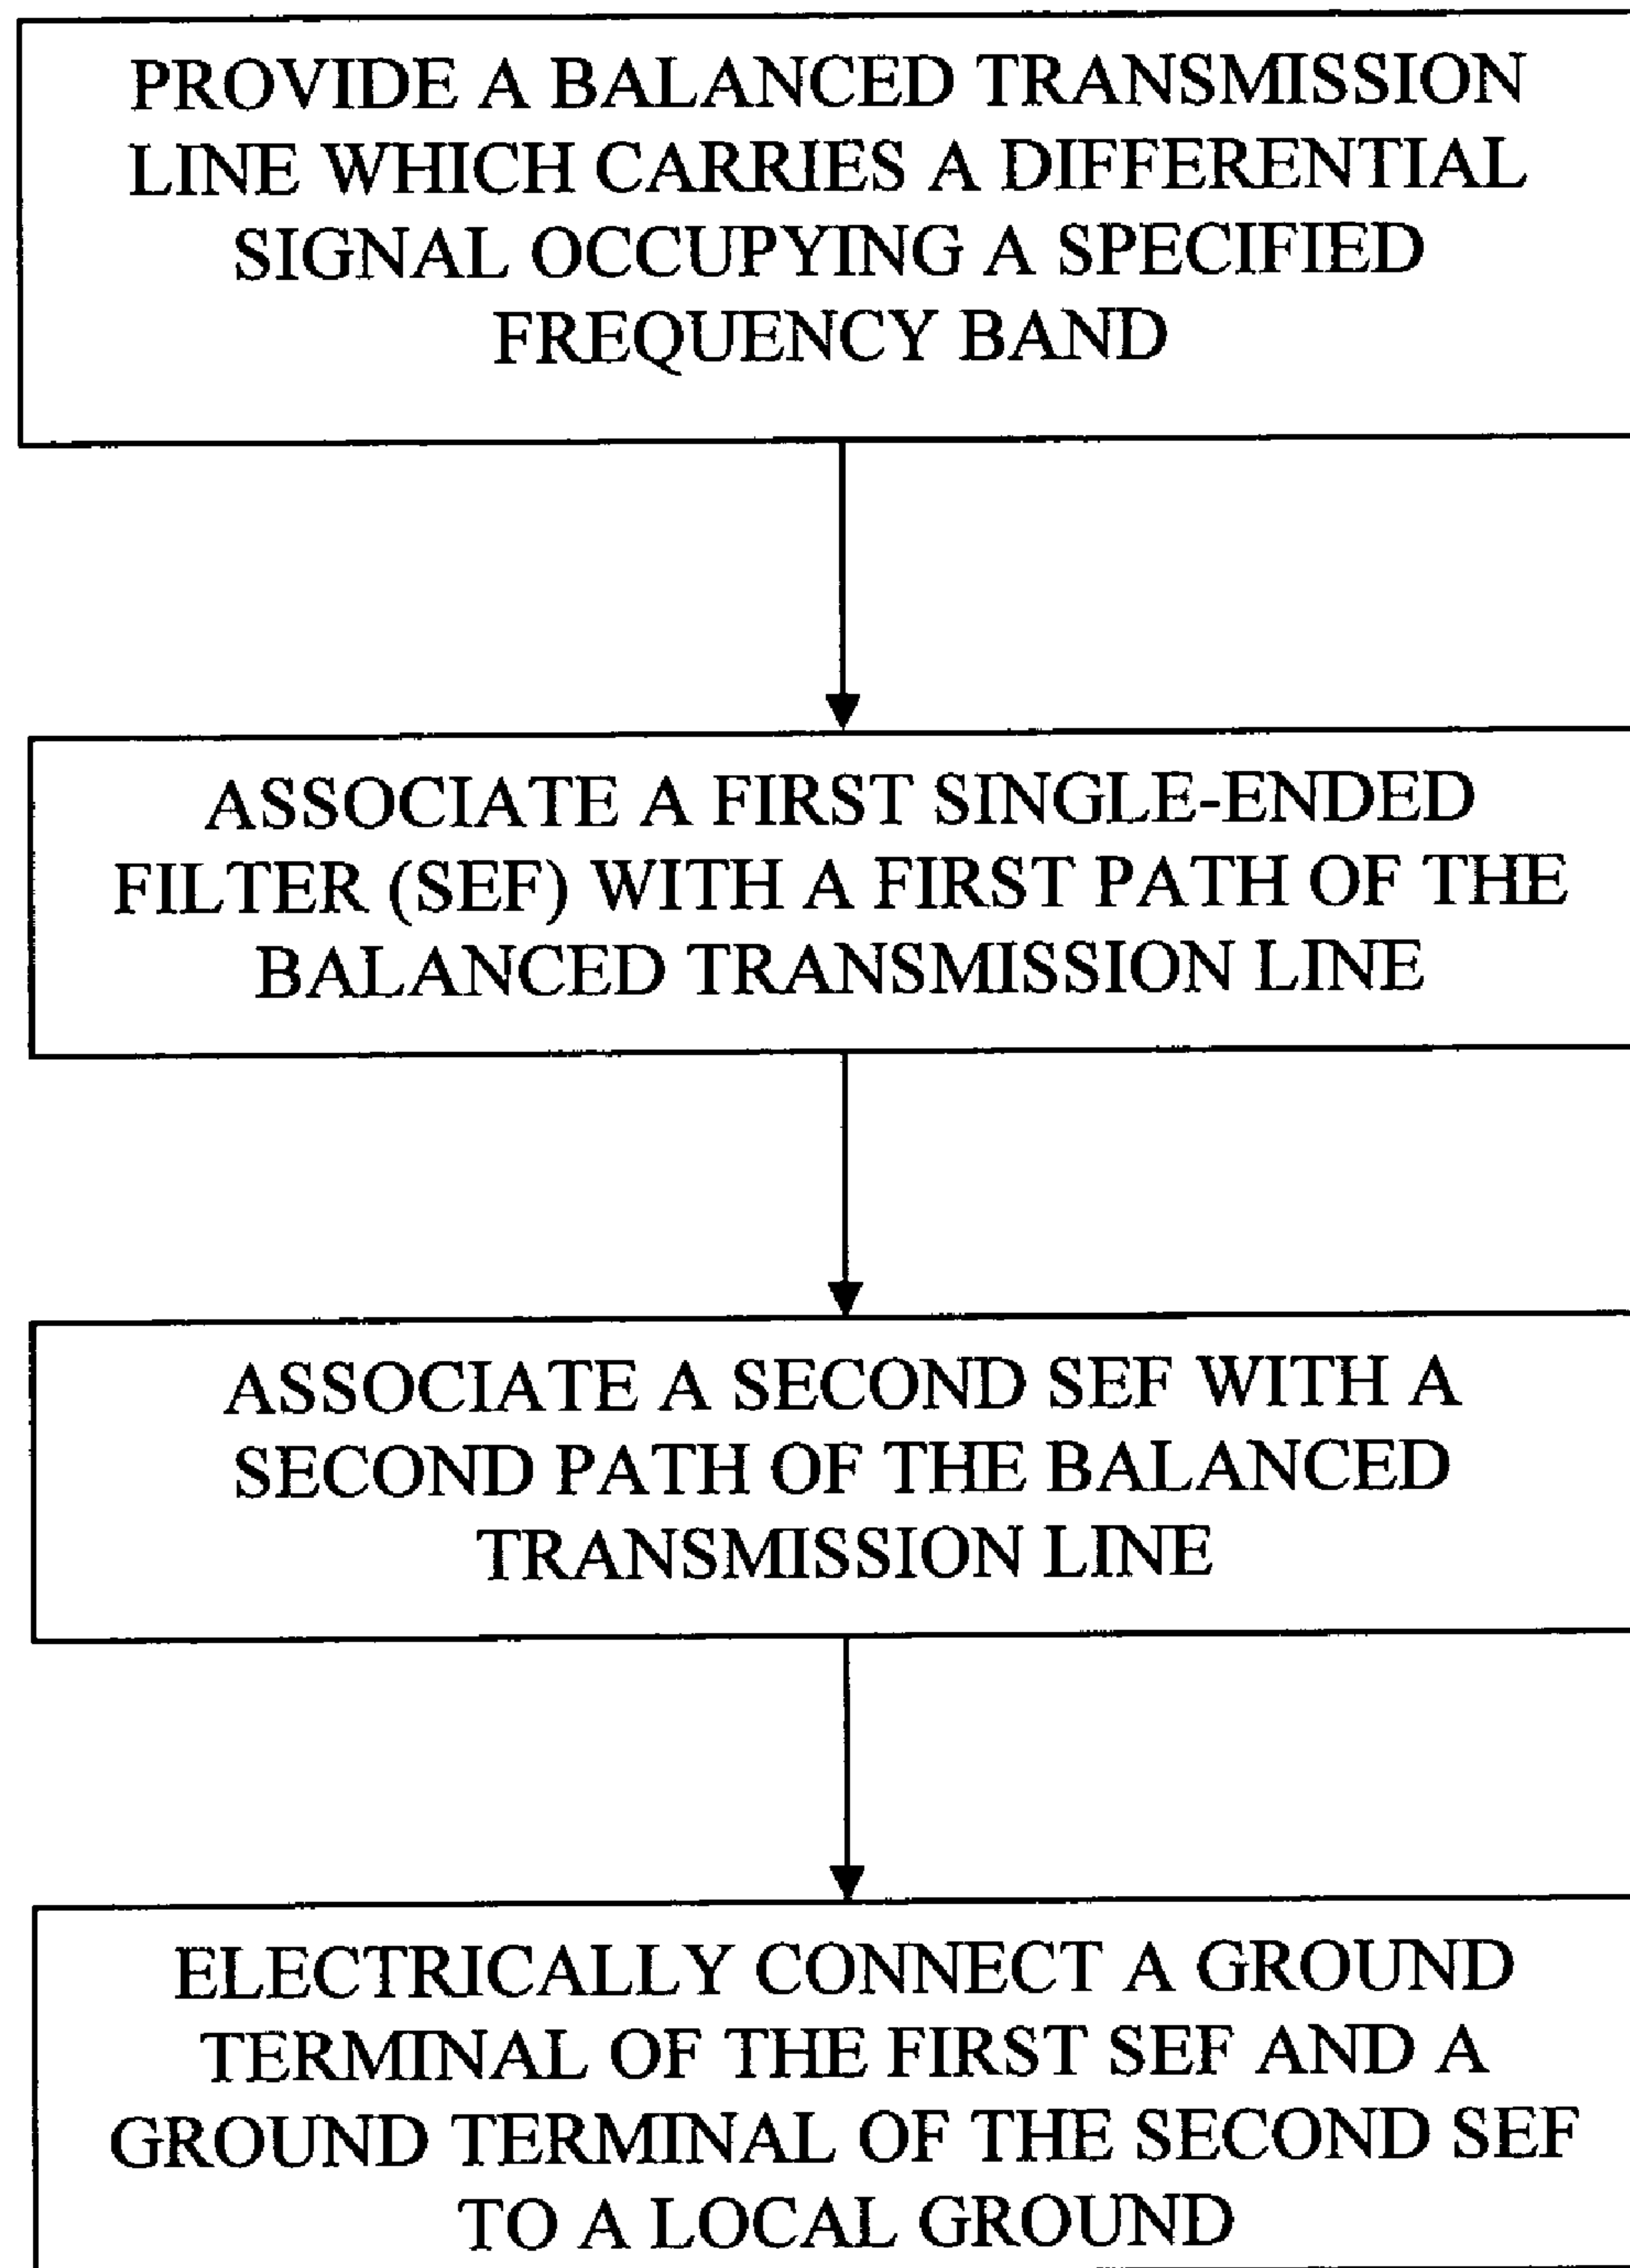 PROVIDE A BALANCED TRANSMISSION
LINE WHICH CARRIES A DIFFERENTIAL
SIGNAL OCCUPYING A SPECIFIED
FREQUENCY BAND
ASSOCIATE A FIRST SINGLE-ENDED
FILTER (SEF) WITH A FIRST PATH OF THE
BALANCED TRANSMISSION LINE
ASSOCIATE A SECOND SEF WITH A
SECOND PATH OF THE BALANCED
TRANSMISSION LINE
ELECTRICALLY CONNECT A GROUND
TERMINAL OF THE FIRST SEF AND A
GROUND TERMINAL OF THE SECOND SEF
TO A LOCAL GROUND